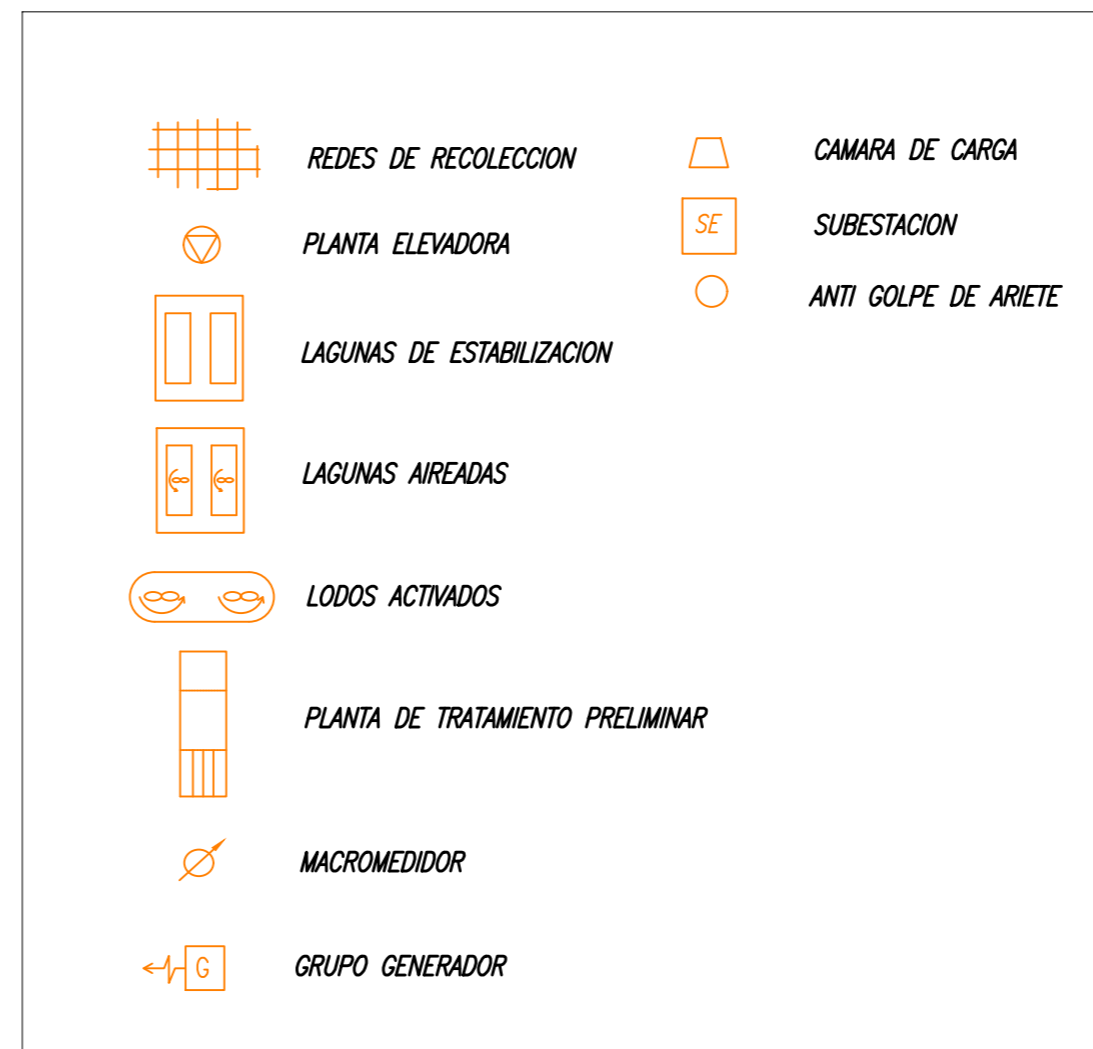 REDES DE RECOLECCION
PLANTA ELEVADORA
LAGUNAS DE ESTABILIZACION
LAGUNAS AIREADAS
LODOS ACTIVADOS
PLANTA DE TRATAMIENTO PRELIMINAR
MACROMEDIDOR
G GRUPO GENERADOR
CAMARA DE CARGA
SE SUBESTACION
ANTI GOLPE DE ARIETE